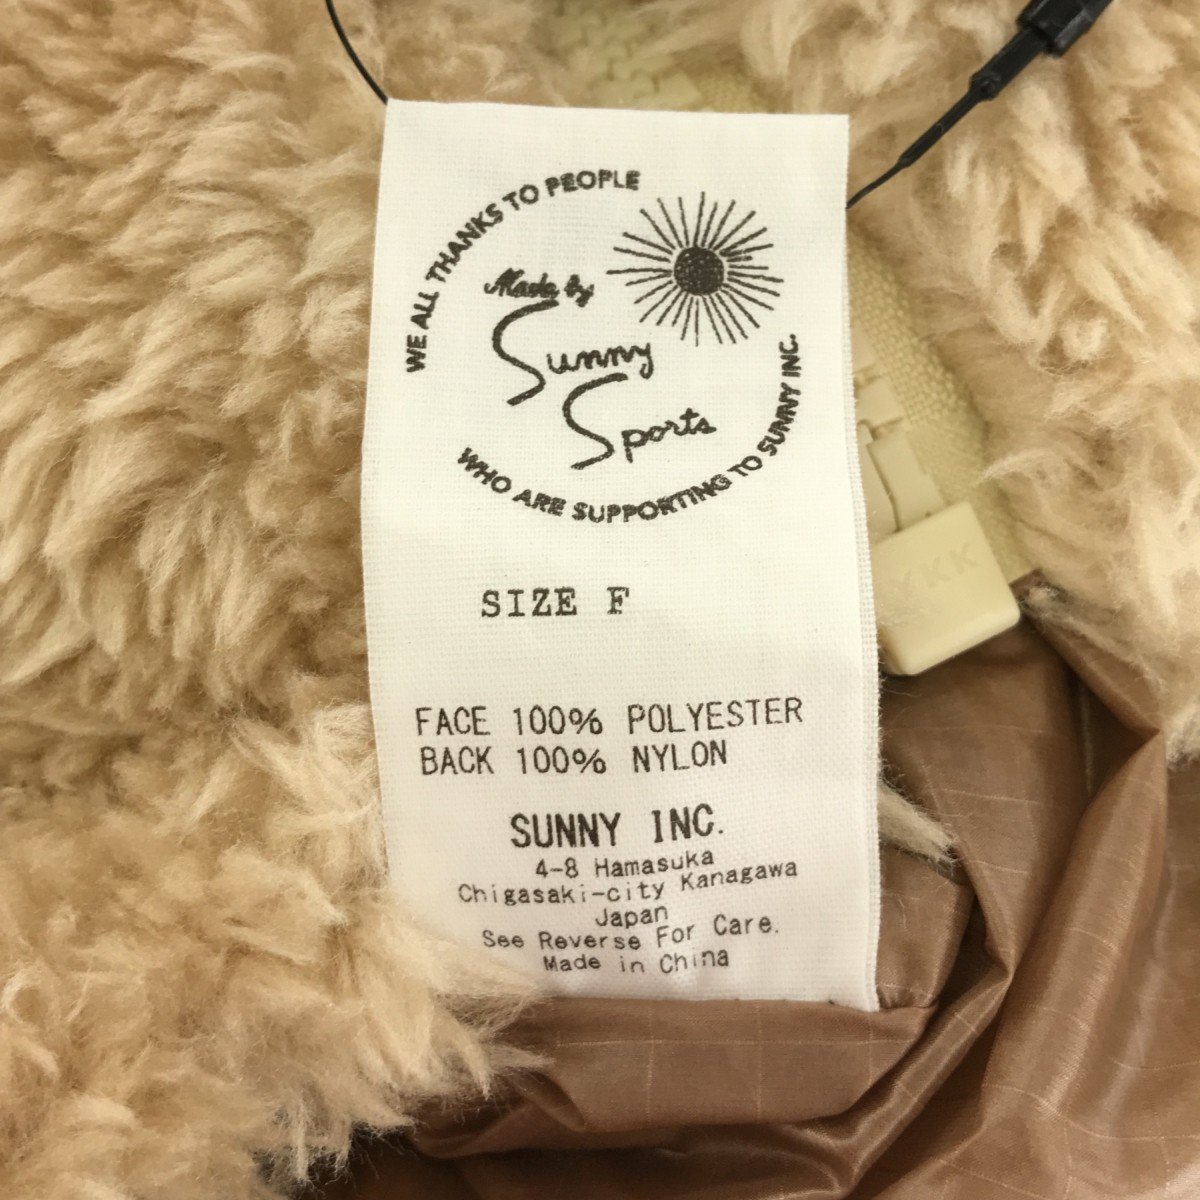 WE ALL THANKS TO PEOPLE
Made by
Sunny
Sports
WHO ARE SUPPORTING TO SUNNY INC.
SIZE F
FACE 100% POLYESTER
BACK 100% NYLON
SUNNY INC.
4-8 Hamasuka
Chigasaki-city Kanagawa
Japan
See Reverse For Care.
Made in China
YKK